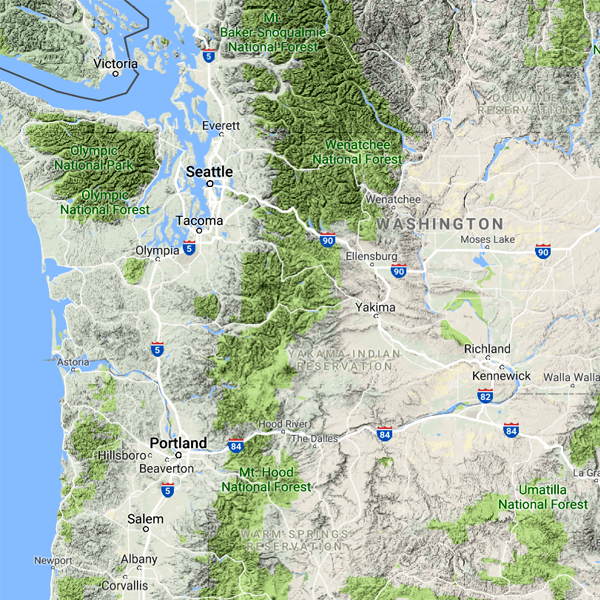 Mt.
Baker-Snoqualmie
National Forest
5
Victoria
COLVILLE
RESERVATION
Everett
Olympic
National Park
Wenatchee
National Forest
Seattle
Olympic
National Forest
Wenatchee
Tacoma
WASHINGTON
90
Moses Lake
Olympia
5
Ellensburg
90
90
Yakima
5
Richland
YAKAMA INDIAN
RESERVATION
Astoria
Kennewick
Walla Walla
82
Hood River
84
84
Portland
84
The Dalles
Hillsboro
Beaverton
Mt. Hood
National Forest
La Gra
5
Umatilla
National Forest
Salem
WARM SPRINGS
RESERVATION
Newport
Albany
Corvallis